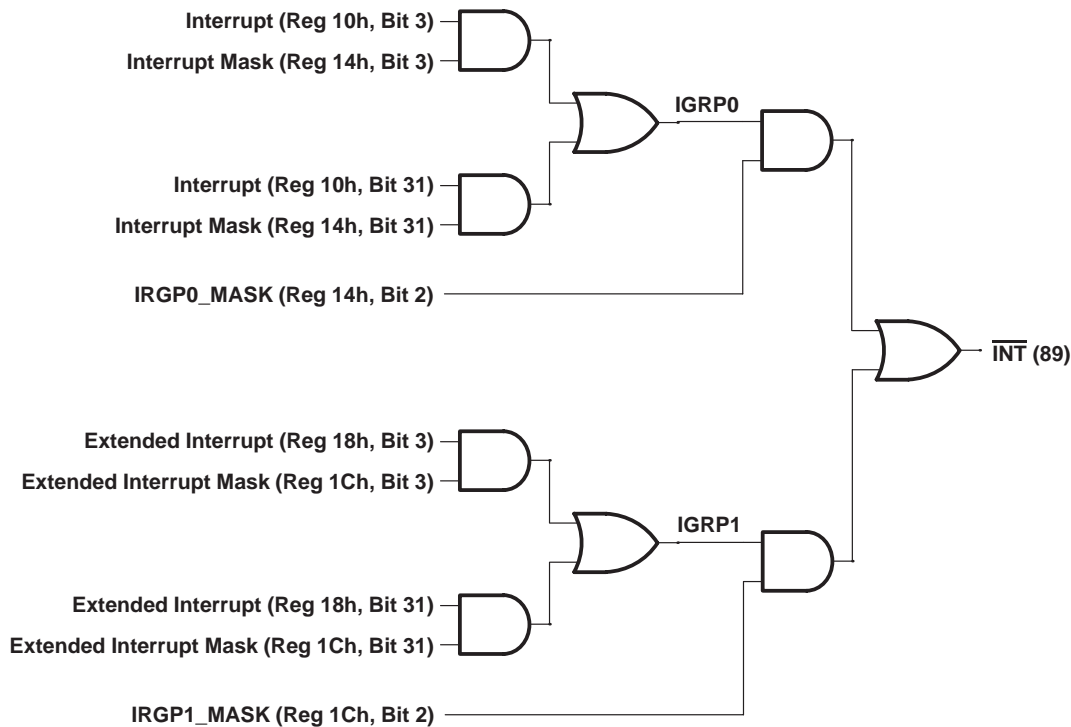 Interrupt (Reg 10h, Bit 3)
Interrupt Mask (Reg 14h, Bit 3)
IGRP0
Interrupt (Reg 10h, Bit 31)
Interrupt Mask (Reg 14h, Bit 31)
IRGP0_MASK (Reg 14h, Bit 2)
INT (89)
Extended Interrupt (Reg 18h, Bit 3)
Extended Interrupt Mask (Reg 1Ch, Bit 3)
IGRP1
Extended Interrupt (Reg 18h, Bit 31)
Extended Interrupt Mask (Reg 1Ch, Bit 31)
IRGP1_MASK (Reg 1Ch, Bit 2)